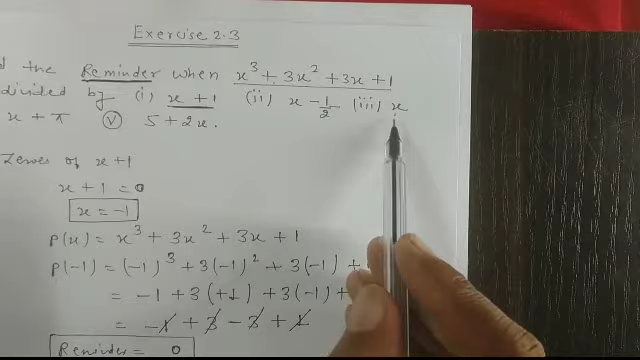 Exercise 2.3
the Reminder when x³ + 3x² + 3x + 1
divided by (i) x + 1 (ii) x - 1/2 (iii) x
x + π (v) 5 + 2x.
Zeroes of x+1
x + 1 = 0
x = -1
P(x) = x³ + 3x² + 3x + 1
P(-1) = (-1)³ + 3(-1)² + 3(-1) +
= -1 + 3(+1) + 3(-1) +
= -1 + 3 - 3 + 1
Reminder = 0